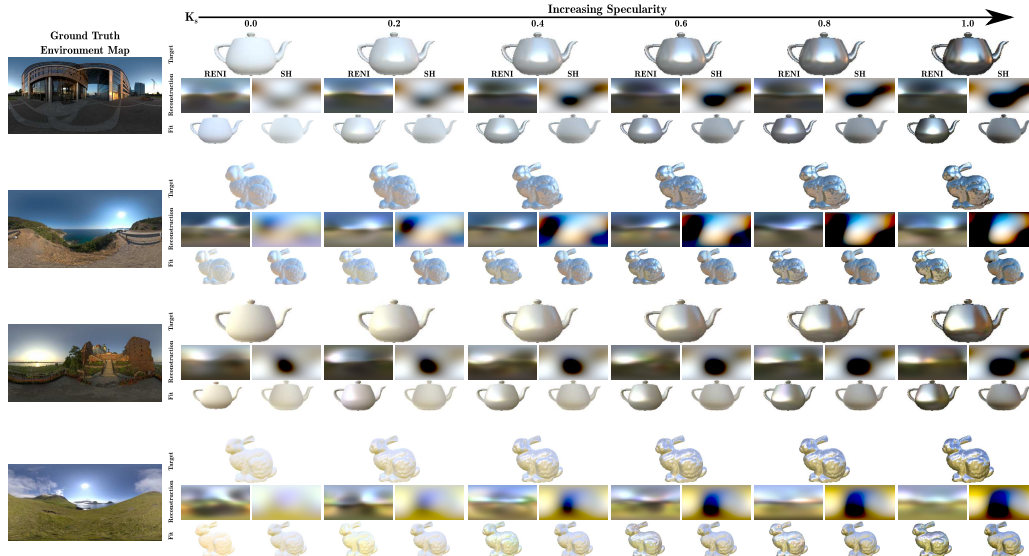 Increasing Specularity
K_s
0.0 0.2 0.4 0.6 0.8 1.0
Ground Truth
Environment Map
Target
RENI SH RENI SH RENI SH RENI SH RENI SH RENI SH
Reconstruction
Fit
Target
Reconstruction
Fit
Target
Reconstruction
Fit
Target
Reconstruction
Fit